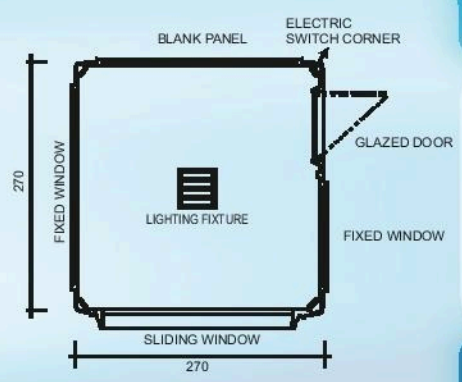 ELECTRIC
SWITCH CORNER
BLANK PANEL
GLAZED DOOR
270
FIXED WINDOW
LIGHTING FIXTURE
FIXED WINDOW
SLIDING WINDOW
270